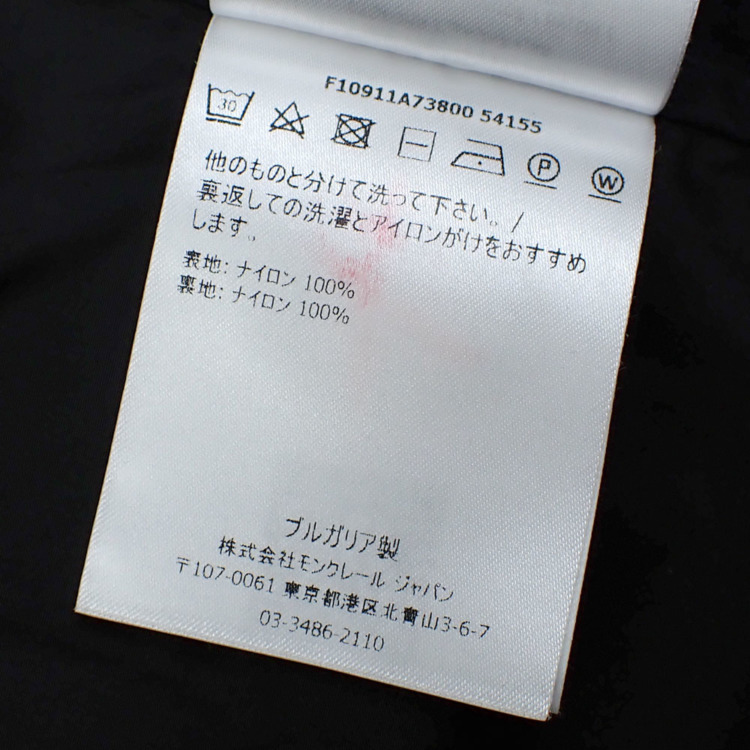 F10911A73800 54155
30
P
W
他のものと分けて洗って下さい。/
裏返しての洗濯とアイロンがけをおすすめ
します。
表地: ナイロン 100%
裏地: ナイロン 100%
ブルガリア製
株式会社モンクレール ジャパン
〒107-0061 東京都港区北青山3-6-7
03-3486-2110